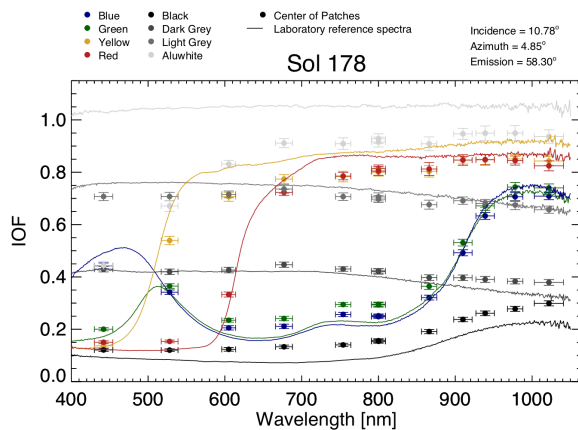 Blue Black Center of Patches
Green Dark Grey Laboratory reference spectra
Yellow Light Grey
Red Aluwhite
Incidence = 10.78°
Azimuth = 4.85°
Emission = 58.30°
Sol 178
IOF
1.0
0.8
0.6
0.4
0.2
0.0
400 500 600 700 800 900 1000
Wavelength [nm]